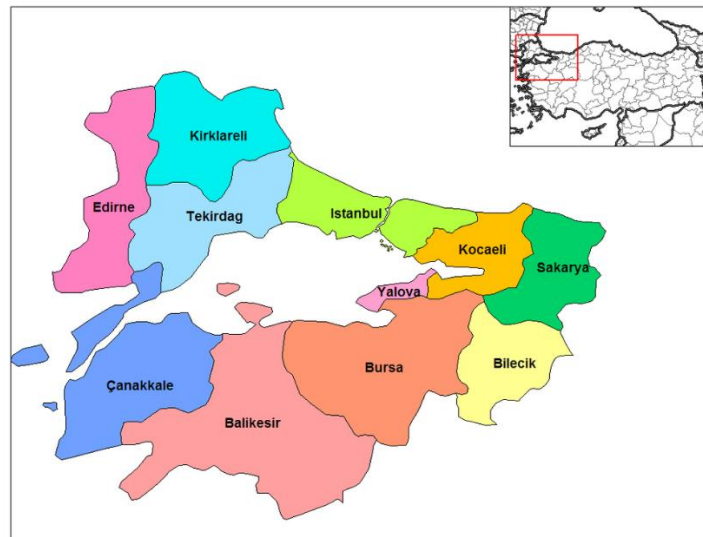 Kirklareli
Edirne
Tekirdag
Istanbul
Kocaeli
Sakarya
Yalova
Bursa
Bilecik
Çanakkale
Balikesir